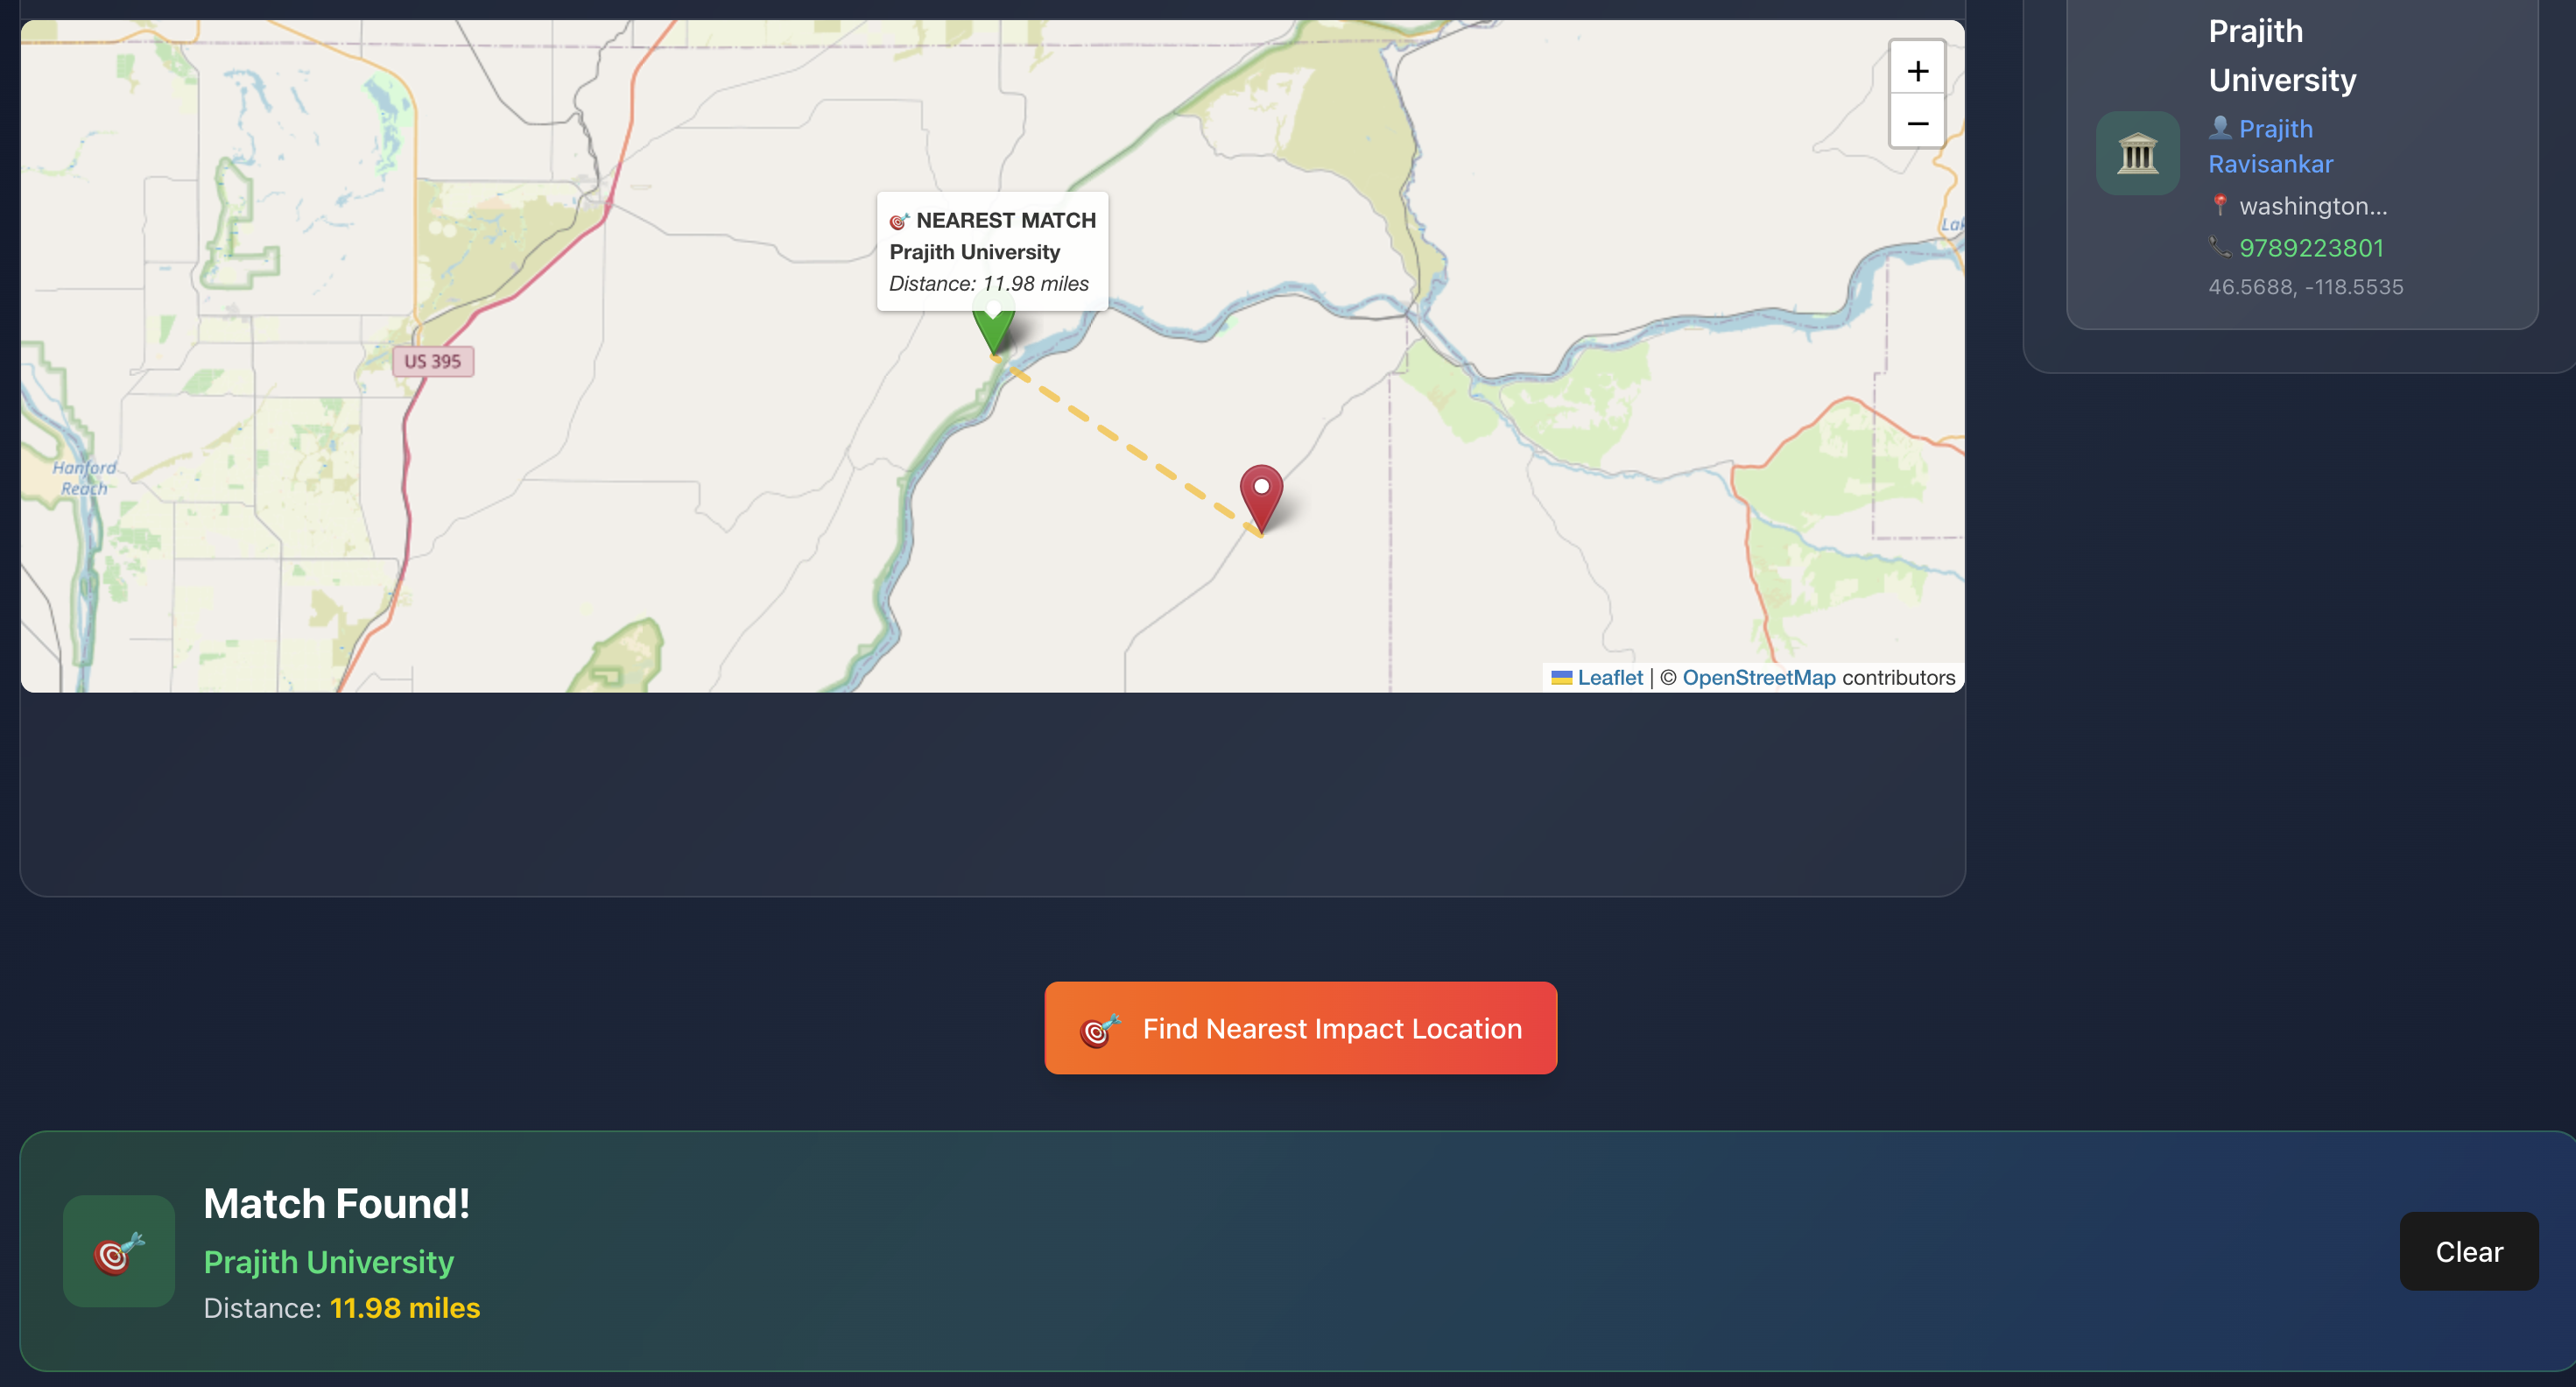 +
−
🎯 NEAREST MATCH
Prajith University
Distance: 11.98 miles
US 395
Hanford
Reach
Leaflet | © OpenStreetMap contributors
Prajith
University
Prajith
Ravisankar
washington...
9789223801
46.5688, -118.5535
Find Nearest Impact Location
Match Found!
Prajith University
Distance: 11.98 miles
Clear